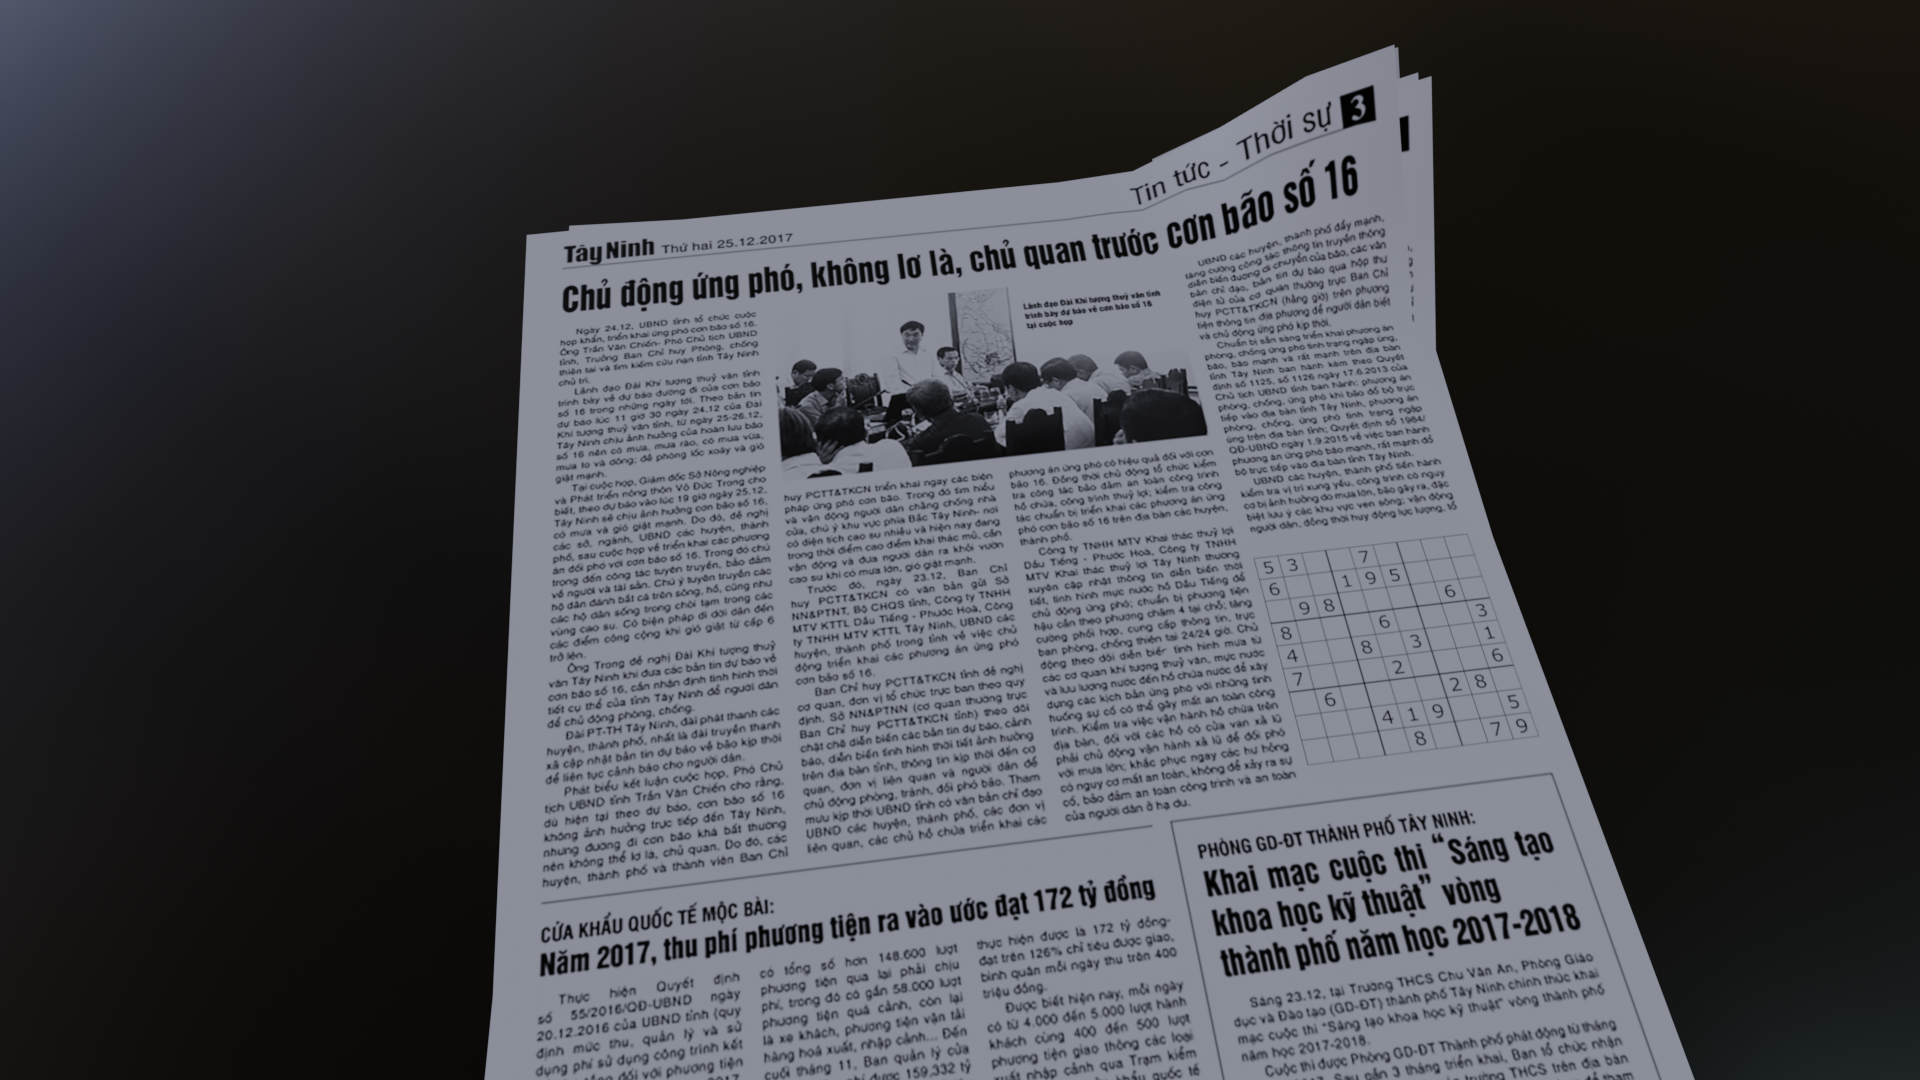 Tin tức - Thời sự 3
Tây Ninh Thứ hai 25.12.2017
Chủ động ứng phó, không lơ là, chủ quan trước cơn bão số 16
Ngày 24.12, UBND tỉnh tổ chức cuộc
họp khẩn, triển khai ứng phó cơn bão số 16.
Ông Trần Văn Chiến- Phó Chủ tịch UBND
tỉnh, Trưởng Ban Chỉ huy Phòng, chống
thiên tai và tìm kiếm cứu nạn tỉnh Tây Ninh
chủ trì.
Lãnh đạo Đài Khí tượng thuỷ văn tỉnh
trình bày về dự báo đường đi của cơn bão
số 16 trong những ngày tới. Theo bản tin
dự báo lúc 11 giờ 30 ngày 24.12 của Đài
Khí tượng thuỷ văn tỉnh, từ ngày 25-26.12,
Tây Ninh chịu ảnh hưởng của hoàn lưu bão
số 16 nên có mưa, mưa rào, có mưa vừa,
mưa to và dông; đề phòng lốc xoáy và gió
giật mạnh.
Tại cuộc họp, Giám đốc Sở Nông nghiệp
và Phát triển nông thôn Võ Đức Trong cho
biết, theo dự báo vào lúc 19 giờ ngày 25.12,
Tây Ninh sẽ chịu ảnh hưởng cơn bão số 16,
có mưa và gió giật mạnh. Do đó, đề nghị
các sở, ngành, UBND các huyện, thành
phố, sau cuộc họp về triển khai các phương
án đối phó với cơn bão số 16. Trong đó chú
trọng đến công tác tuyên truyền, bảo đảm
về người và tài sản. Chú ý tuyên truyền các
hộ dân đánh bắt cá trên sông, hồ, cũng như
các hộ dân sống trong chòi tạm trong các
vùng cao su. Có biện pháp di dời dân đến
các điểm công cộng khi gió giật từ cấp 6
trở lên.
Ông Trong đề nghị Đài Khí tượng thuỷ
văn Tây Ninh khi đưa các bản tin dự báo về
cơn bão số 16, cần nhận định tình hình thời
tiết cụ thể của tỉnh Tây Ninh để người dân
để chủ động phòng, chống.
Đài PT-TH Tây Ninh, đài phát thanh các
huyện, thành phố, nhất là đài truyền thanh
xã cập nhật bản tin dự báo về bão kịp thời
để liên tục cảnh báo cho người dân.
Phát biểu kết luận cuộc họp, Phó Chủ
tịch UBND tỉnh Trần Văn Chiến cho rằng,
dù hiện tại theo dự báo, cơn bão số 16
không ảnh hưởng trực tiếp đến Tây Ninh,
nhưng đường đi cơn bão khá bất thường
nên không thể lơ là, chủ quan. Do đó, các
huyện, thành phố và thành viên Ban Chỉ
Lãnh đạo Đài Khí tượng thuỷ văn tỉnh
trình bày dự báo về cơn bão số 16
tại cuộc họp
huy PCTT&TKCN triển khai ngay các biện
pháp ứng phó cơn bão. Trong đó tìm hiểu
và vận động người dân chằng chống nhà
cửa, chú ý khu vực phía Bắc Tây Ninh- nơi
có diện tích cao su nhiều và hiện nay đang
trong thời điểm cao điểm khai thác mủ, cần
vận động và đưa người dân ra khỏi vườn
cao su khi có mưa lớn, gió giật mạnh.
Trước đó, ngày 23.12, Ban Chỉ
huy PCTT&TKCN có văn bản gửi Sở
NN&PTNT, Bộ CHQS tỉnh, Công ty TNHH
MTV KTTL Dầu Tiếng - Phước Hoà, Công
ty TNHH MTV KTTL Tây Ninh, UBND các
huyện, thành phố trong tỉnh về việc chủ
động triển khai các phương án ứng phó
cơn bão số 16.
Ban Chỉ huy PCTT&TKCN tỉnh đề nghị
cơ quan, đơn vị tổ chức trực ban theo quy
định. Sở NN&PTNN (cơ quan thường trực
Ban Chỉ huy PCTT&TKCN tỉnh) theo dõi
chặt chẽ diễn biến các bản tin dự báo, cảnh
báo, diễn biến tình hình thời tiết ảnh hưởng
trên địa bàn tỉnh, thông tin kịp thời đến cơ
quan, đơn vị liên quan và người dân để
chủ động phòng, tránh, đối phó bão. Tham
mưu kịp thời UBND tỉnh có văn bản chỉ đạo
UBND các huyện, thành phố, các đơn vị
liên quan, các chủ hồ chứa triển khai các
phương án ứng phó có hiệu quả đối với cơn
bão 16. Đồng thời chủ động tổ chức kiểm
tra công tác bảo đảm an toàn công trình
hồ chứa, công trình thuỷ lợi; kiểm tra công
tác chuẩn bị triển khai các phương án ứng
phó cơn bão số 16 trên địa bàn các huyện,
thành phố.
Công ty TNHH MTV Khai thác thuỷ lợi
Dầu Tiếng - Phước Hoà, Công ty TNHH
MTV Khai thác thuỷ lợi Tây Ninh thường
xuyên cập nhật thông tin diễn biến thời
tiết, tình hình mực nước hồ Dầu Tiếng để
chủ động ứng phó; chuẩn bị phương tiện
hậu cần theo phương châm 4 tại chỗ; tăng
cường phối hợp, cung cấp thông tin, trực
ban phòng, chống thiên tai 24/24 giờ. Chủ
động theo dõi diễn biến tình hình mưa từ
các cơ quan khí tượng thuỷ văn, mực nước
và lưu lượng nước đến hồ chứa nước để xây
dựng các kịch bản ứng phó với những tình
huống sự cố có thể gây mất an toàn công
trình. Kiểm tra việc vận hành hồ chứa trên
địa bàn, đối với các hồ có cửa van xả lũ
phải chủ động vận hành xả lũ để đối phó
với mưa lớn; khắc phục ngay các hư hỏng
có nguy cơ mất an toàn, không để xảy ra sự
cố, bảo đảm an toàn công trình và an toàn
của người dân ở hạ du.
UBND các huyện, thành phố đẩy mạnh,
tăng cường công tác thông tin truyền thông
diễn biến đường di chuyển của bão, các văn
bản chỉ đạo, bản tin dự báo qua hộp thư
điện tử của cơ quan thường trực Ban Chỉ
huy PCTT&TKCN (hằng giờ) trên phương
tiện thông tin địa phương để người dân biết
và chủ động ứng phó kịp thời.
Chuẩn bị sẵn sàng triển khai phương án
phòng, chống ứng phó tình trạng ngập úng,
bão, bão mạnh và rất mạnh trên địa bàn
tỉnh Tây Ninh ban hành kèm theo Quyết
định số 1125, số 1126 ngày 17.6.2013 của
Chủ tịch UBND tỉnh ban hành: phương án
phòng, chống, ứng phó khi bão đổ bộ trực
tiếp vào địa bàn tỉnh Tây Ninh, phương án
phòng, chống, ứng phó tình trạng ngập
úng trên địa bàn tỉnh; Quyết định số 1984/
QĐ-UBND ngày 1.9.2015 về việc ban hành
phương án ứng phó bão mạnh, rất mạnh đổ
bộ trực tiếp vào địa bàn tỉnh Tây Ninh.
UBND các huyện, thành phố tiến hành
kiểm tra vị trí xung yếu, công trình có nguy
cơ bị ảnh hưởng do mưa lớn, bão gây ra, đặc
biệt lưu ý các khu vực ven sông; vận động
người dân, đồng thời huy động lực lượng, tổ
5 3 7
6 1 9 5
9 8 6
8 6 3
4 8 3 1
7 2 6
6 2 8
4 1 9 5
8 7 9
CỬA KHẨU QUỐC TẾ MỘC BÀI:
Năm 2017, thu phí phương tiện ra vào ước đạt 172 tỷ đồng
Thực hiện Quyết định
số 55/2016/QĐ-UBND ngày
20.12.2016 của UBND tỉnh (quy
định mức thu, quản lý và sử
dụng phí sử dụng công trình kết
đối với phương tiện
có tổng số hơn 148.600 lượt
phương tiện qua lại phải chịu
phí, trong đó có gần 58.000 lượt
phương tiện quá cảnh, còn lại
là xe khách, phương tiện vận tải
hàng hoá xuất, nhập cảnh... Đến
cuối tháng 11, Ban quản lý cửa
được 159,332 tỷ
thực hiện được là 172 tỷ đồng-
đạt trên 126% chỉ tiêu được giao,
bình quân mỗi ngày thu trên 400
triệu đồng.
Được biết hiện nay, mỗi ngày
có từ 4.000 đến 5.000 lượt hành
khách cùng 400 đến 500 lượt
phương tiện giao thông các loại
xuất nhập cảnh qua Trạm kiểm
khẩu quốc tế
PHÒNG GD-ĐT THÀNH PHỐ TÂY NINH:
Khai mạc cuộc thi “Sáng tạo
khoa học kỹ thuật” vòng
thành phố năm học 2017-2018
Sáng 23.12, tại Trường THCS Chu Văn An, Phòng Giáo
dục và Đào tạo (GD-ĐT) thành phố Tây Ninh chính thức khai
mạc cuộc thi “Sáng tạo khoa học kỹ thuật” vòng thành phố
năm học 2017-2018.
Cuộc thi được Phòng GD-ĐT Thành phố phát động từ tháng
2017. Sau gần 3 tháng triển khai, Ban tổ chức nhận
trường THCS trên địa bàn